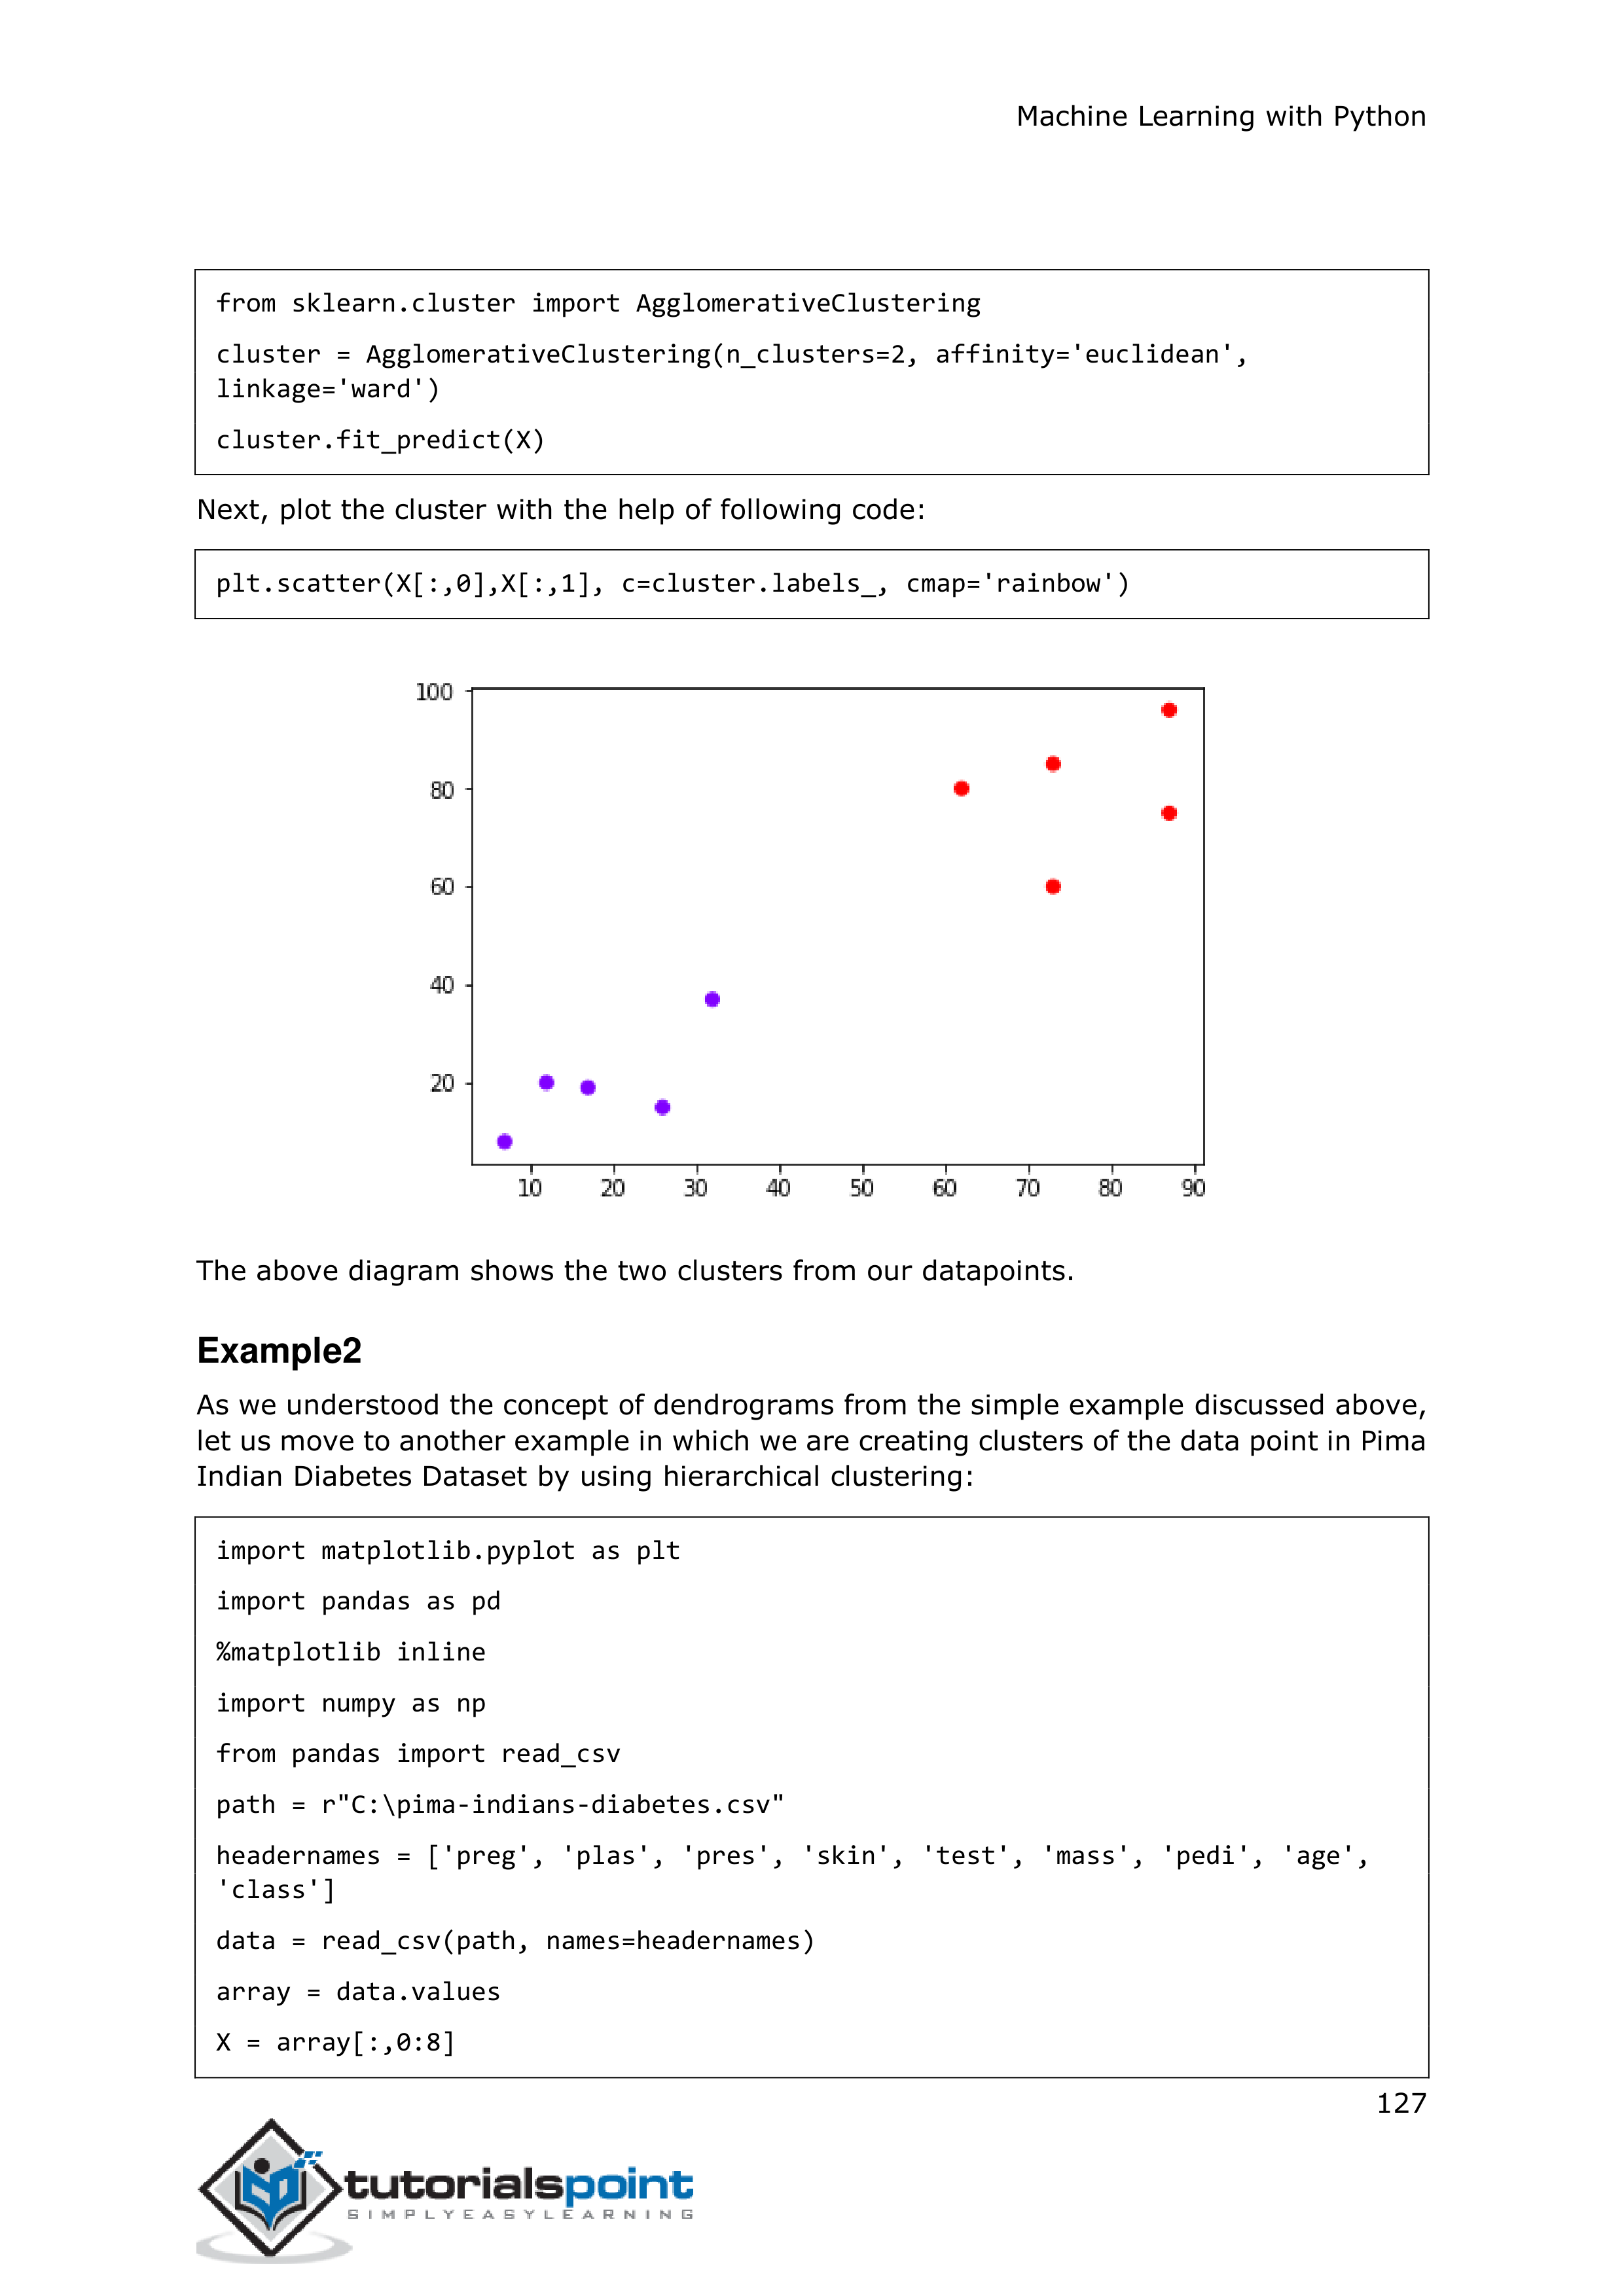 Machine Learning with Python
from sklearn.cluster import AgglomerativeClustering
cluster = AgglomerativeClustering(n_clusters=2, affinity='euclidean',
linkage='ward')
cluster.fit_predict(X)
Next, plot the cluster with the help of following code:
plt.scatter(X[:,0],X[:,1], c=cluster.labels_, cmap='rainbow')
100
80
60
40
20
10 20 30 40 50 60 70 80 90
The above diagram shows the two clusters from our datapoints.
Example2
As we understood the concept of dendrograms from the simple example discussed above,
let us move to another example in which we are creating clusters of the data point in Pima
Indian Diabetes Dataset by using hierarchical clustering:
import matplotlib.pyplot as plt
import pandas as pd
%matplotlib inline
import numpy as np
from pandas import read_csv
path = r"C:\pima-indians-diabetes.csv"
headernames = ['preg', 'plas', 'pres', 'skin', 'test', 'mass', 'pedi', 'age',
'class']
data = read_csv(path, names=headernames)
array = data.values
X = array[:,0:8]
127
tutorialspoint
SIMPLYEASYLEARNING